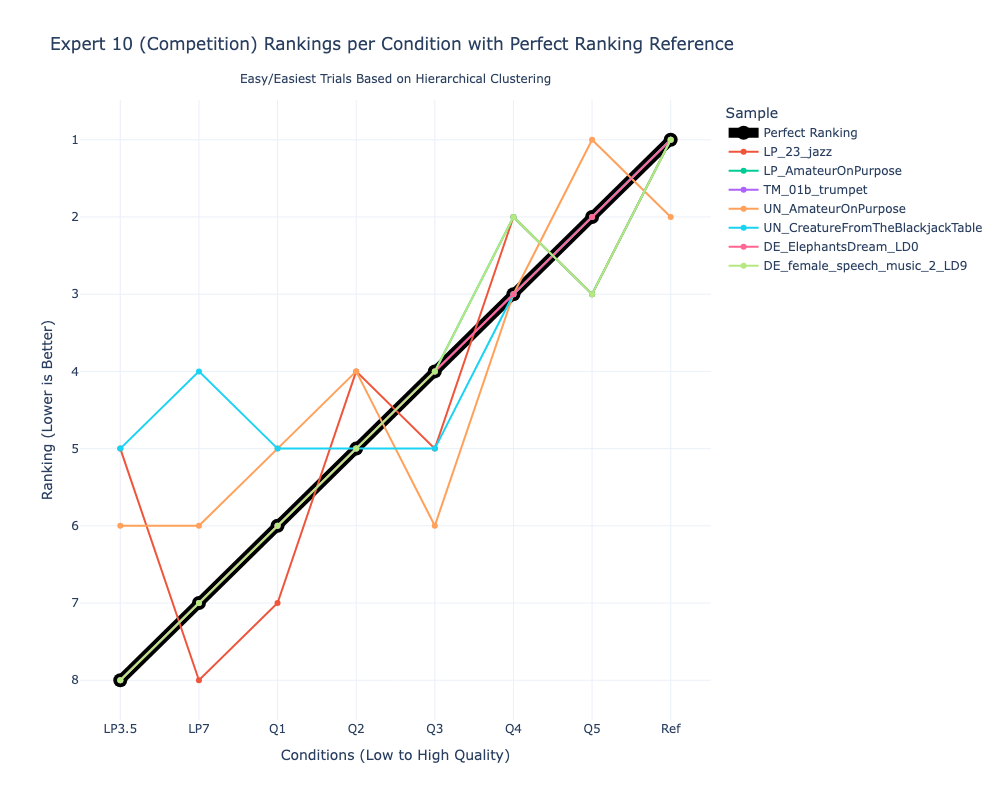 Expert 10 (Competition) Rankings per Condition with Perfect Ranking Reference
Easy/Easiest Trials Based on Hierarchical Clustering
Sample
Perfect Ranking
LP_23_jazz
LP_AmateurOnPurpose
TM_01b_trumpet
UN_AmateurOnPurpose
UN_CreatureFromTheBlackjackTable
DE_ElephantsDream_LD0
DE_female_speech_music_2_LD9
Ranking (Lower is Better)
1
2
3
4
5
6
7
8
LP3.5 LP7 Q1 Q2 Q3 Q4 Q5 Ref
Conditions (Low to High Quality)